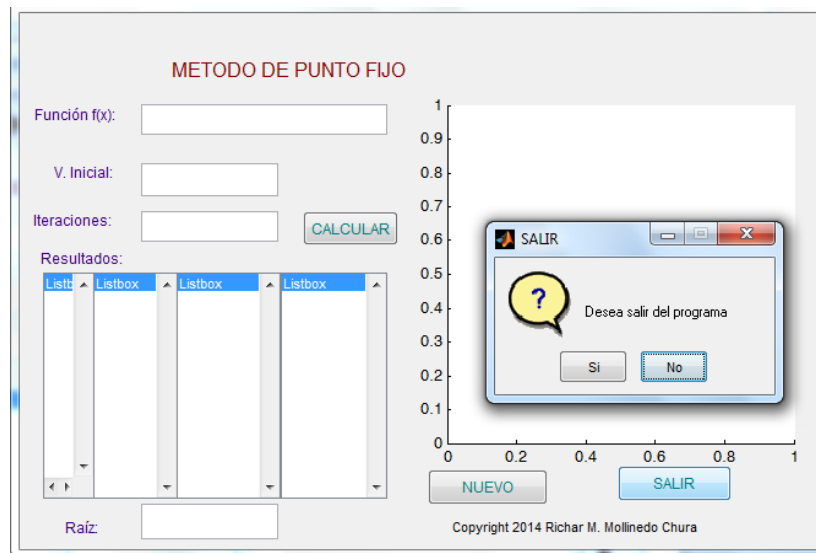 METODO DE PUNTO FIJO
Función f(x):
V. Inicial:
Iteraciones:
CALCULAR
Resultados:
Listb
Listbox
Listbox
Listbox
Raíz:
1
0.9
0.8
0.7
0.6
0.5
0.4
0.3
0.2
0.1
0
0 0.2 0.4 0.6 0.8 1
SALIR
?
Desea salir del programa
Si No
NUEVO SALIR
Copyright 2014 Richar M. Mollinedo Chura